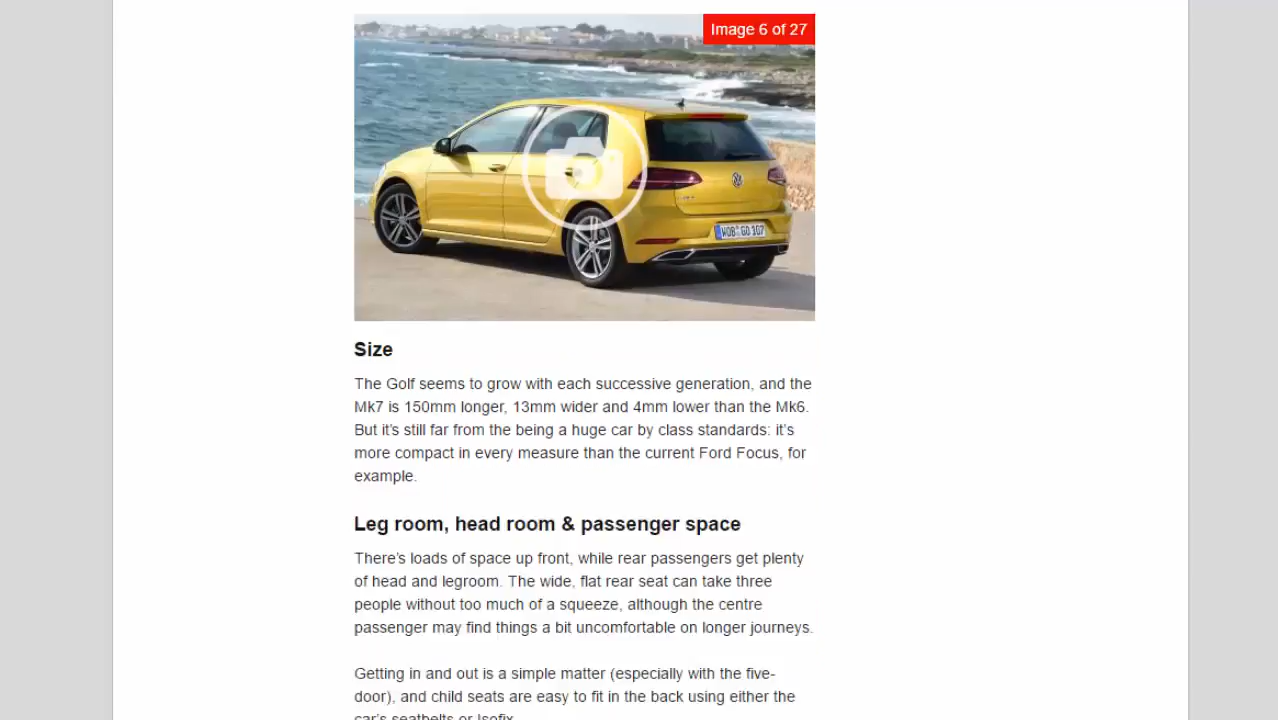 Image 6 of 27
WOB GO 107
Size
The Golf seems to grow with each successive generation, and the
Mk7 is 150mm longer, 13mm wider and 4mm lower than the Mk6.
But it's still far from the being a huge car by class standards: it's
more compact in every measure than the current Ford Focus, for
example.
Leg room, head room & passenger space
There's loads of space up front, while rear passengers get plenty
of head and legroom. The wide, flat rear seat can take three
people without too much of a squeeze, although the centre
passenger may find things a bit uncomfortable on longer journeys.
Getting in and out is a simple matter (especially with the five-
door), and child seats are easy to fit in the back using either the
car's seatbelts or Isofix.